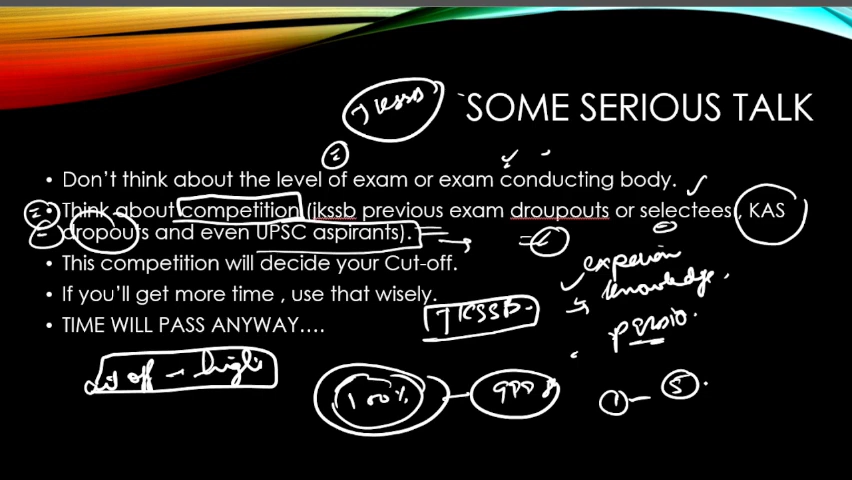 JKSSB
SOME SERIOUS TALK
• Don't think about the level of exam or exam conducting body.
• Think about competition (jkssb previous exam droupouts or selectees , KAS
dropouts and even UPSC aspirants).
• This competition will decide your Cut-off.
experien
knowledge
• If you'll get more time , use that wisely.
JKSSB
• TIME WILL PASS ANYWAY....
Cut off - high
100%
1 - 5